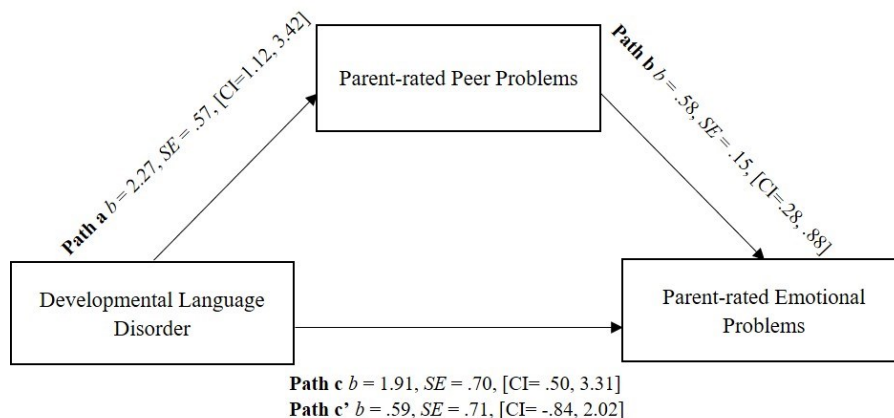 Path a b = 2.27, SE = .57, [CI=1.12, 3.42]
Parent-rated Peer Problems
Path b b = .58, SE = .15, [CI=.28, .88]
Developmental Language
Disorder
Parent-rated Emotional
Problems
Path c b = 1.91, SE = .70, [CI= .50, 3.31]
Path c’ b = .59, SE = .71, [CI= -.84, 2.02]